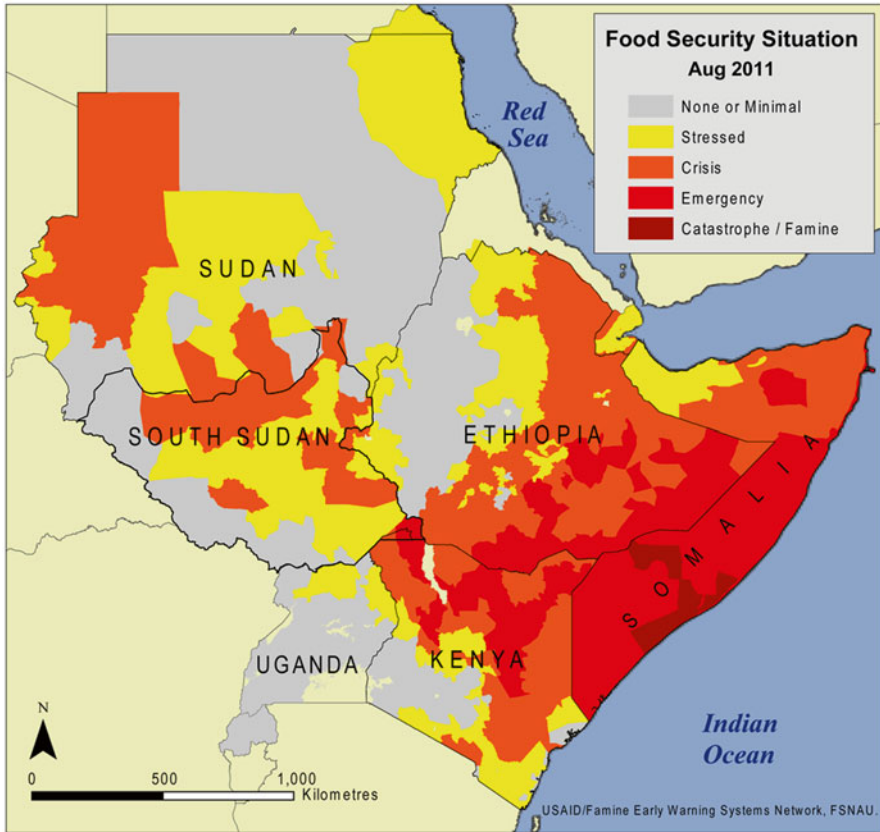 Food Security Situation
Aug 2011
None or Minimal
Stressed
Crisis
Emergency
Catastrophe / Famine
Red
Sea
SUDAN
SOUTH SUDAN
ETHIOPIA
SOMALIA
UGANDA
KENYA
Indian
Ocean
N
0 500 1,000
Kilometres
USAID/Famine Early Warning Systems Network, FSNAU.